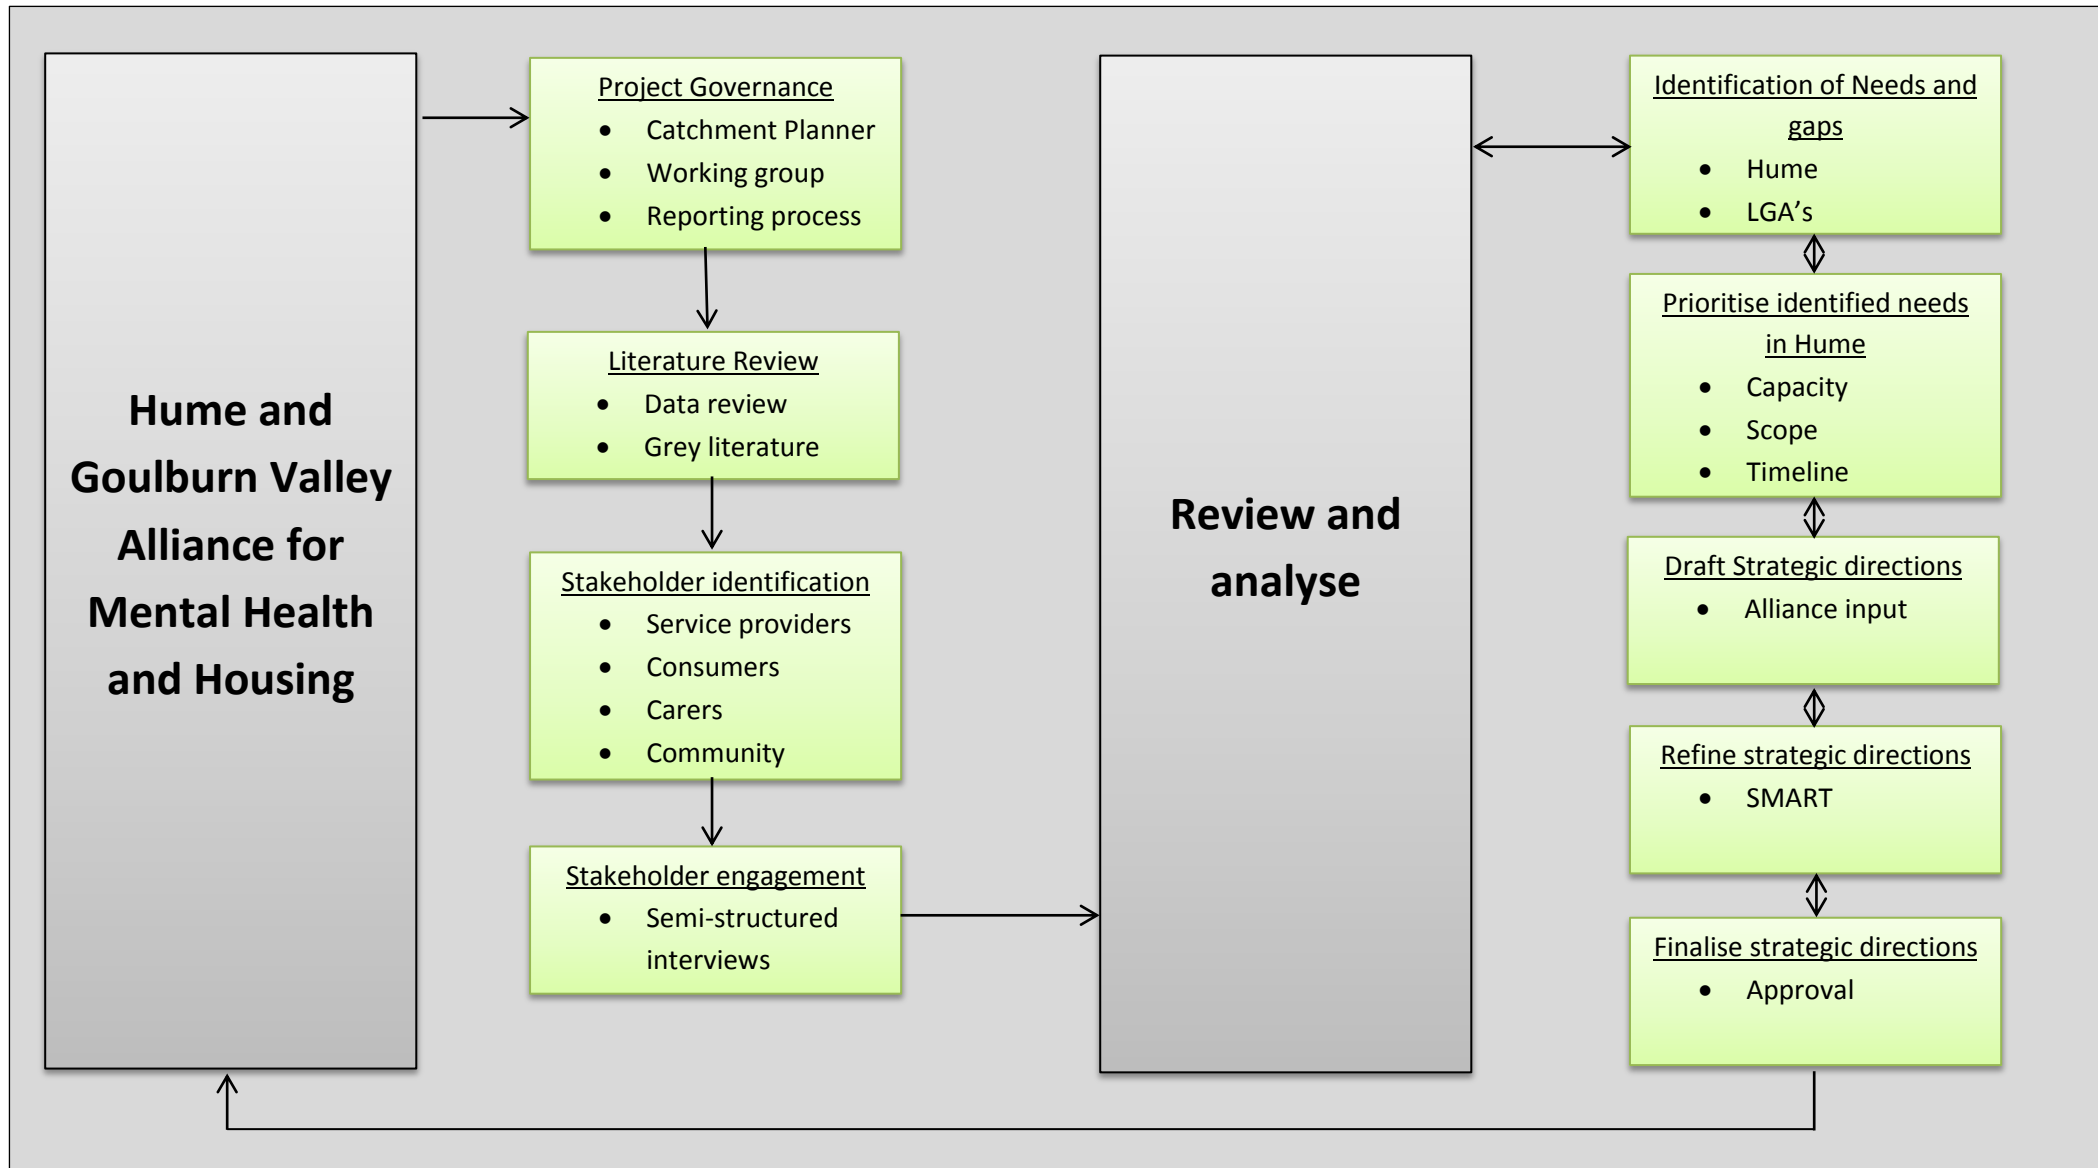 Hume and
Goulburn Valley
Alliance for
Mental Health
and Housing
Project Governance
• Catchment Planner
• Working group
• Reporting process
Literature Review
• Data review
• Grey literature
Stakeholder identification
• Service providers
• Consumers
• Carers
• Community
Stakeholder engagement
• Semi-structured
interviews
Review and
analyse
Identification of Needs and
gaps
• Hume
• LGA’s
Prioritise identified needs
in Hume
• Capacity
• Scope
• Timeline
Draft Strategic directions
• Alliance input
Refine strategic directions
• SMART
Finalise strategic directions
• Approval